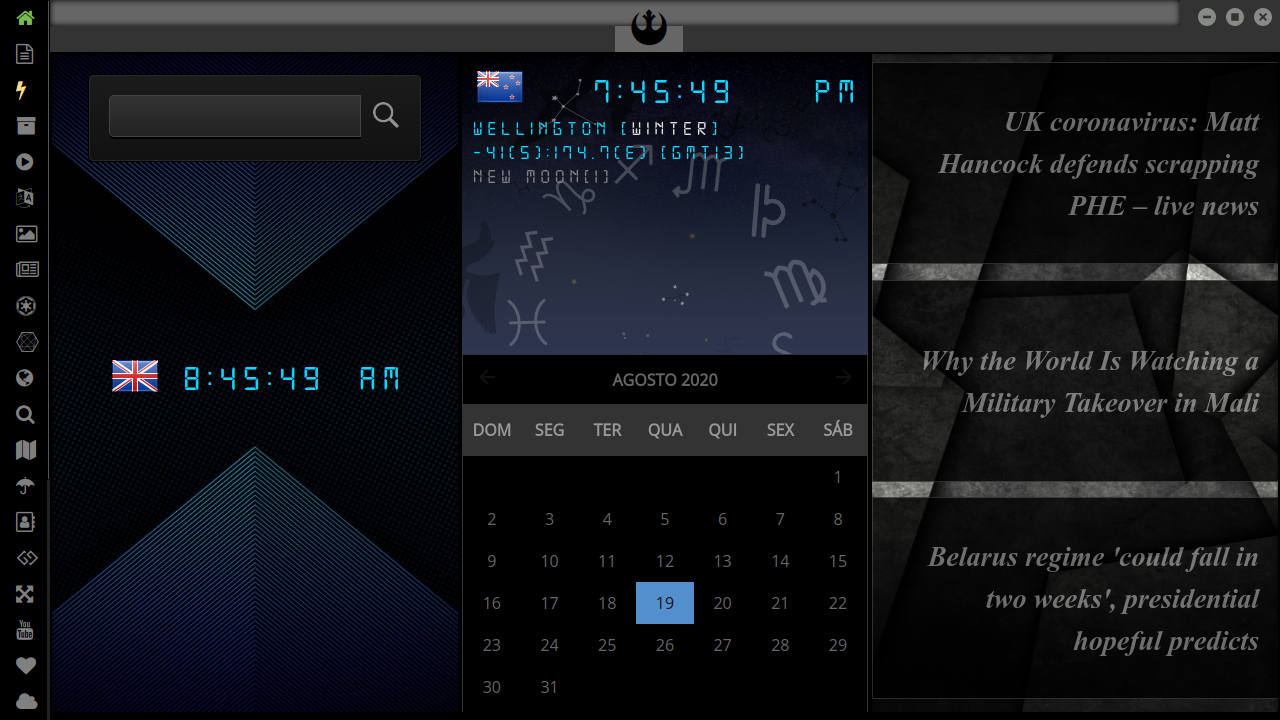 8:45:49 AM
7:45:49 PM
WELLINGTON [WINTER]
-41(S):174.7(E) [GMT13]
NEW MOON[1]
AGOSTO 2020
DOM SEG TER QUA QUI SEX SÁB
1
2 3 4 5 6 7 8
9 10 11 12 13 14 15
16 17 18 19 20 21 22
23 24 25 26 27 28 29
30 31
UK coronavirus: Matt
Hancock defends scrapping
PHE – live news
Why the World Is Watching a
Military Takeover in Mali
Belarus regime 'could fall in
two weeks', presidential
hopeful predicts
You
Tube